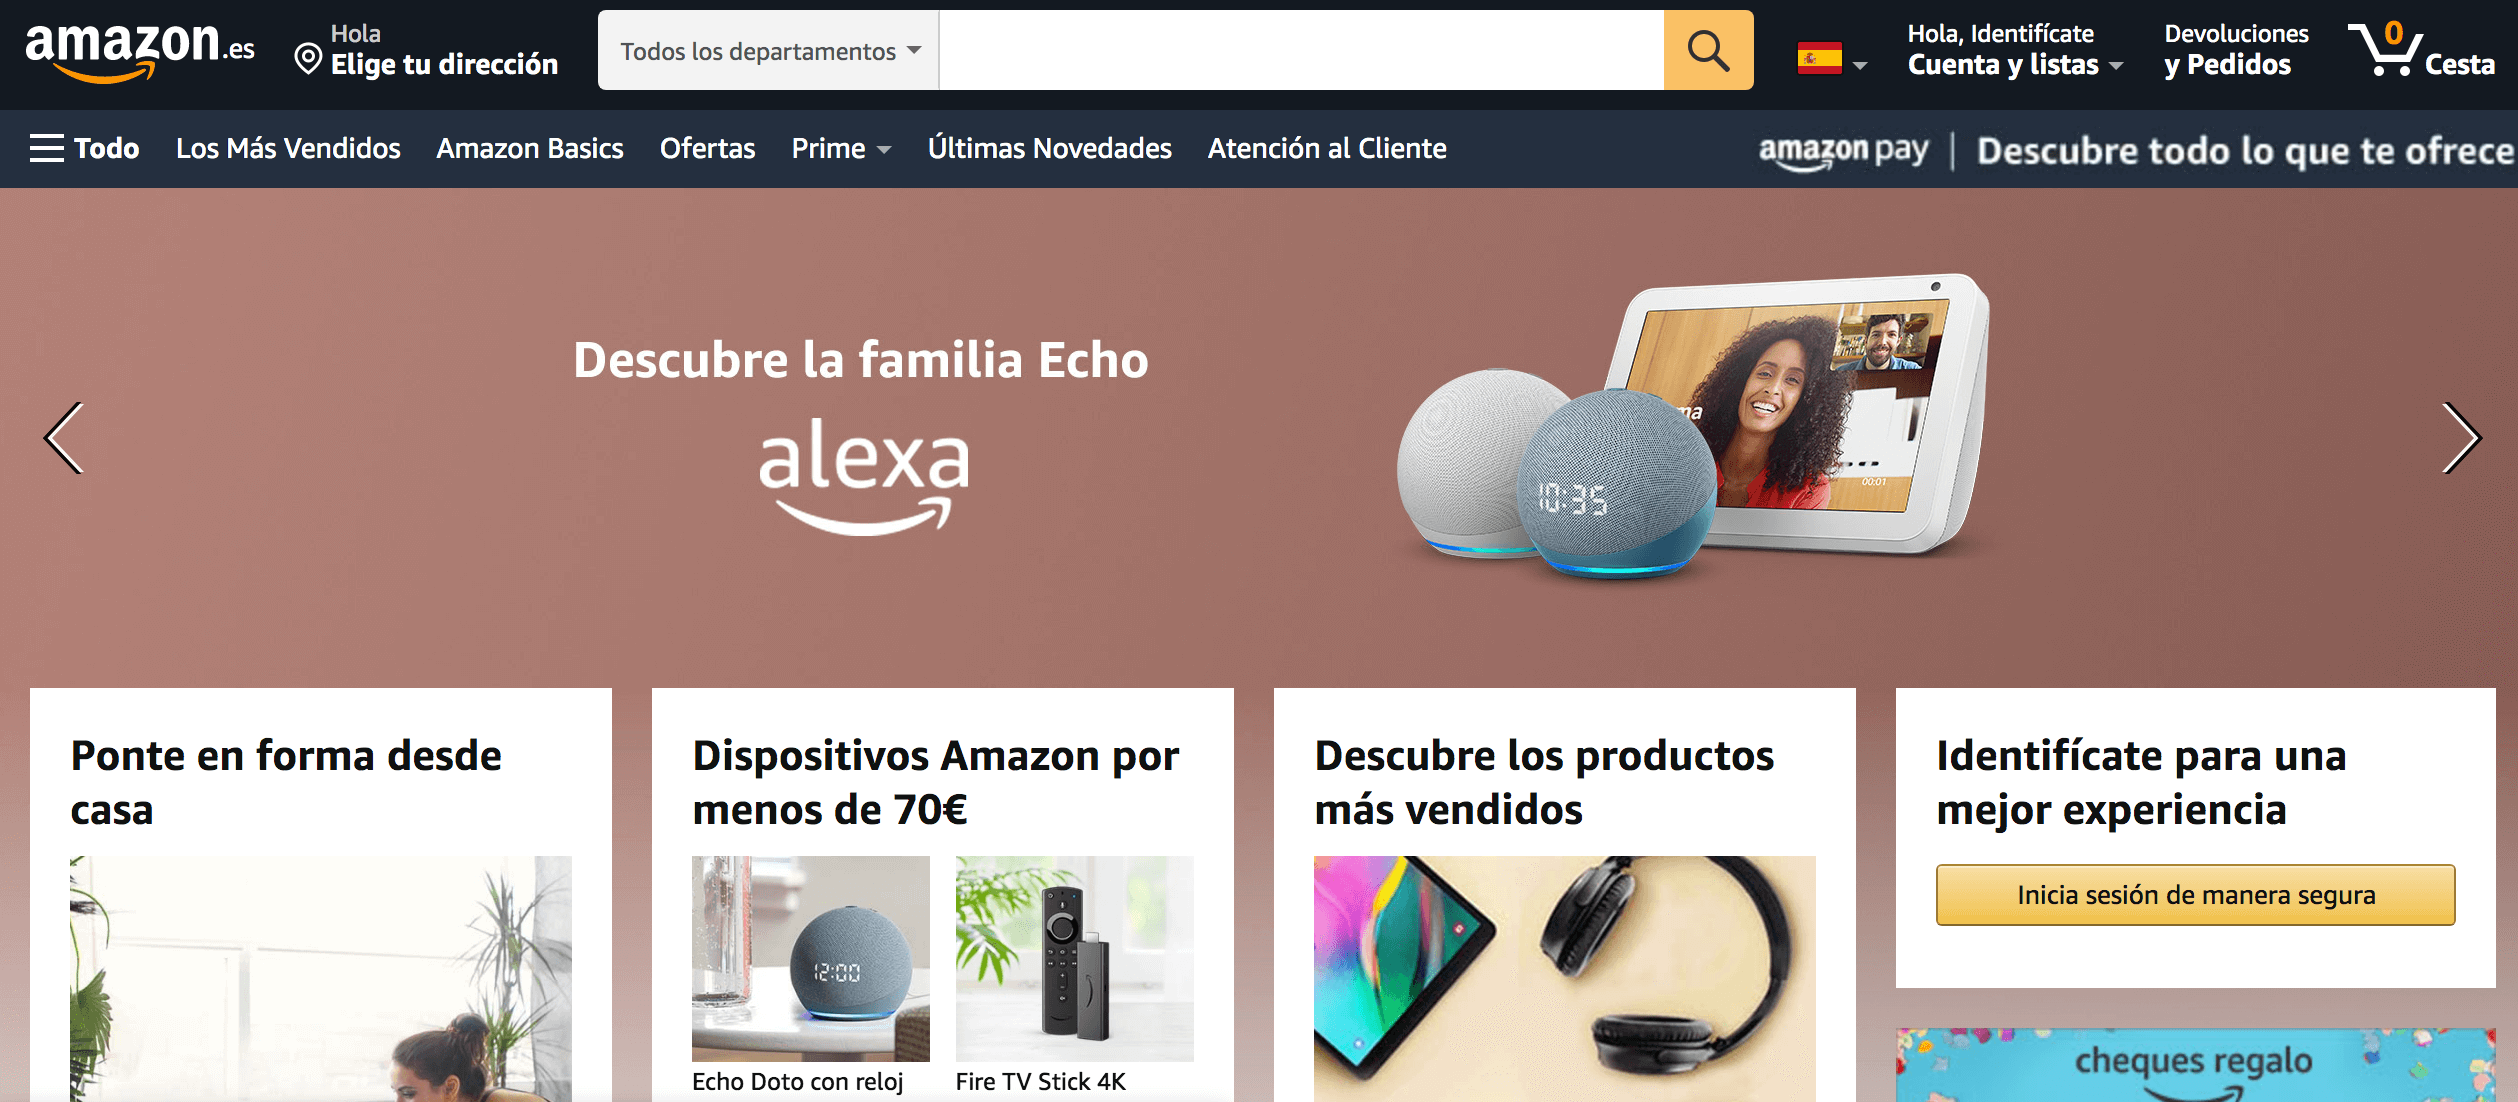 amazon.es
Hola
Elige tu dirección
Todos los departamentos
Hola, Identifícate
Cuenta y listas
Devoluciones
y Pedidos
0
Cesta
Todo
Los Más Vendidos
Amazon Basics
Ofertas
Prime
Últimas Novedades
Atención al Cliente
amazon pay | Descubre todo lo que te ofrece
Descubre la familia Echo
alexa
ma
10:35
00:01
Ponte en forma desde
casa
Dispositivos Amazon por
menos de 70€
12:00
Echo Doto con reloj
Fire TV Stick 4K
Descubre los productos
más vendidos
Identifícate para una
mejor experiencia
Inicia sesión de manera segura
cheques regalo